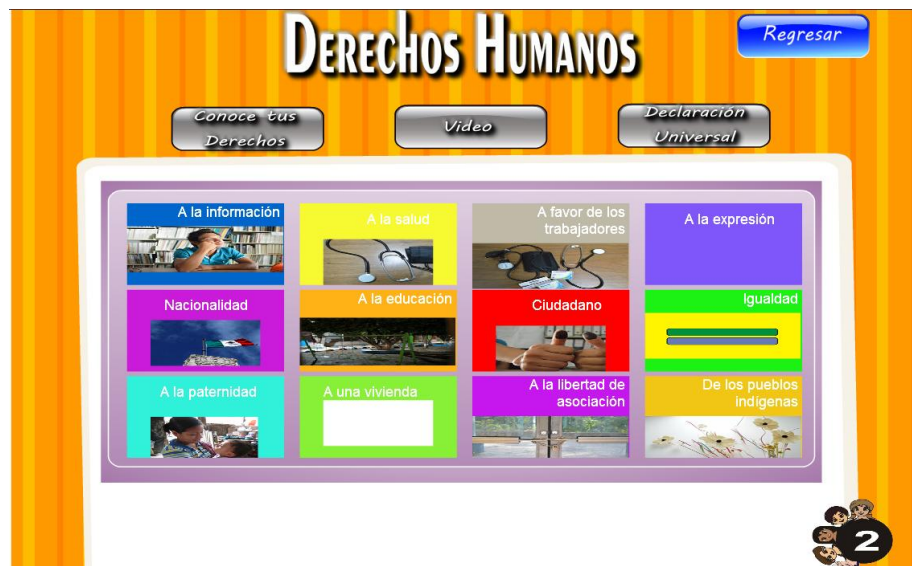 DERECHOS HUMANOS
Regresar
Conoce tus
Derechos
Video
Declaración
Universal
A la información
A la salud
A favor de los
trabajadores
A la expresión
Nacionalidad
A la educación
Ciudadano
Igualdad
A la paternidad
A una vivienda
A la libertad de
asociación
De los pueblos
indígenas
2